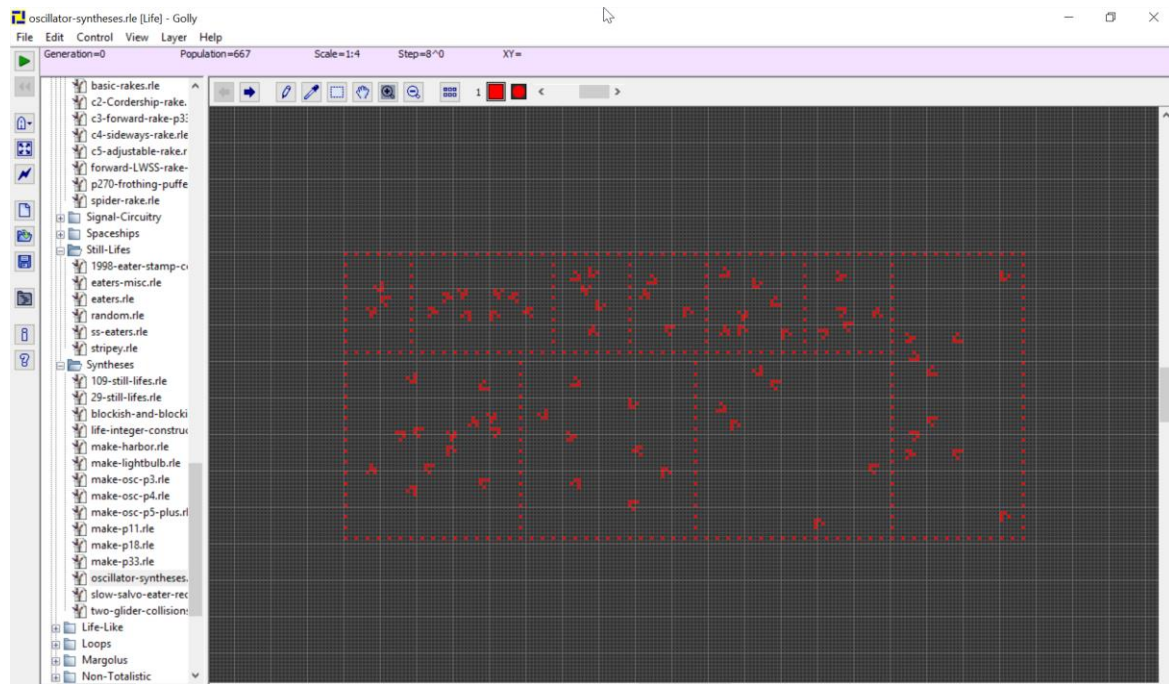 oscillator-syntheses.rle [Life] - Golly
File Edit Control View Layer Help
Generation=0 Population=667 Scale=1:4 Step=8^0 XY=
1
basic-rakes.rle
c2-Cordership-rake.
c3-forward-rake-p33
c4-sideways-rake.rle
c5-adjustable-rake.r
forward-LWSS-rake-
p270-frothing-puffe
spider-rake.rle
Signal-Circuitry
Spaceships
Still-Lifes
1998-eater-stamp-co
eaters-misc.rle
eaters.rle
random.rle
ss-eaters.rle
stripey.rle
Syntheses
109-still-lifes.rle
29-still-lifes.rle
blockish-and-blocki
life-integer-construc
make-harbor.rle
make-lightbulb.rle
make-osc-p3.rle
make-osc-p4.rle
make-osc-p5-plus.rl
make-p11.rle
make-p18.rle
make-p33.rle
oscillator-syntheses.
slow-salvo-eater-rec
two-glider-collisions
Life-Like
Loops
Margolus
Non-Totalistic